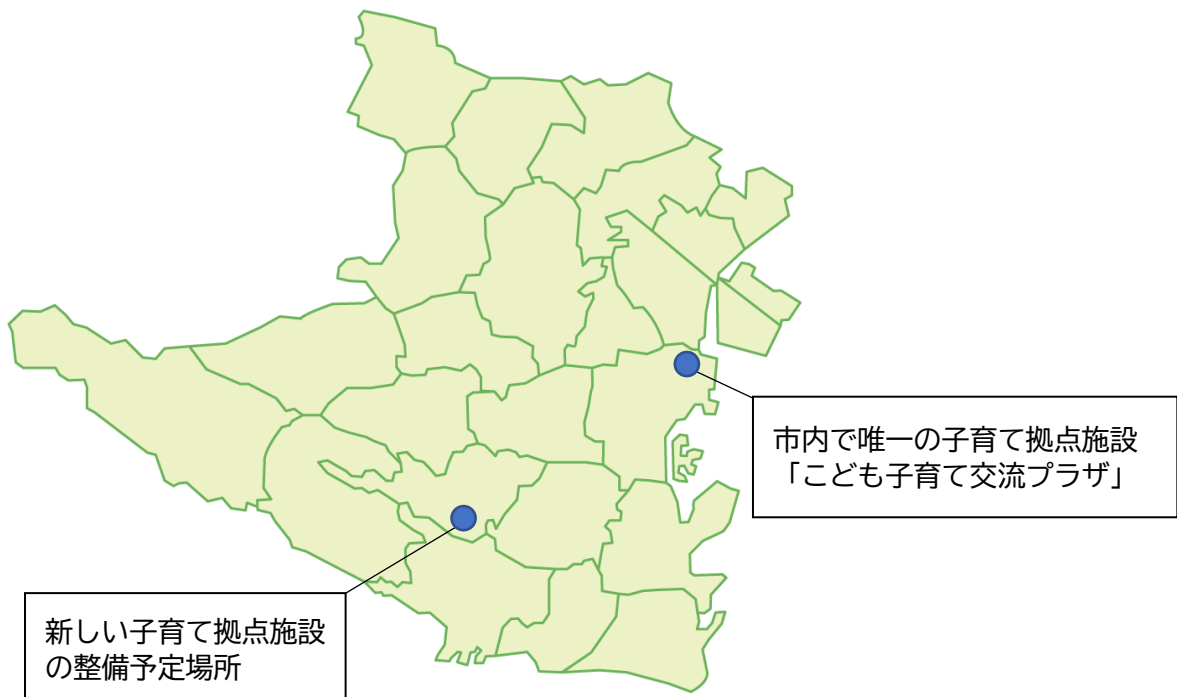 市内で唯一の子育て拠点施設
「こども子育て交流プラザ」
新しい子育て拠点施設
の整備予定場所